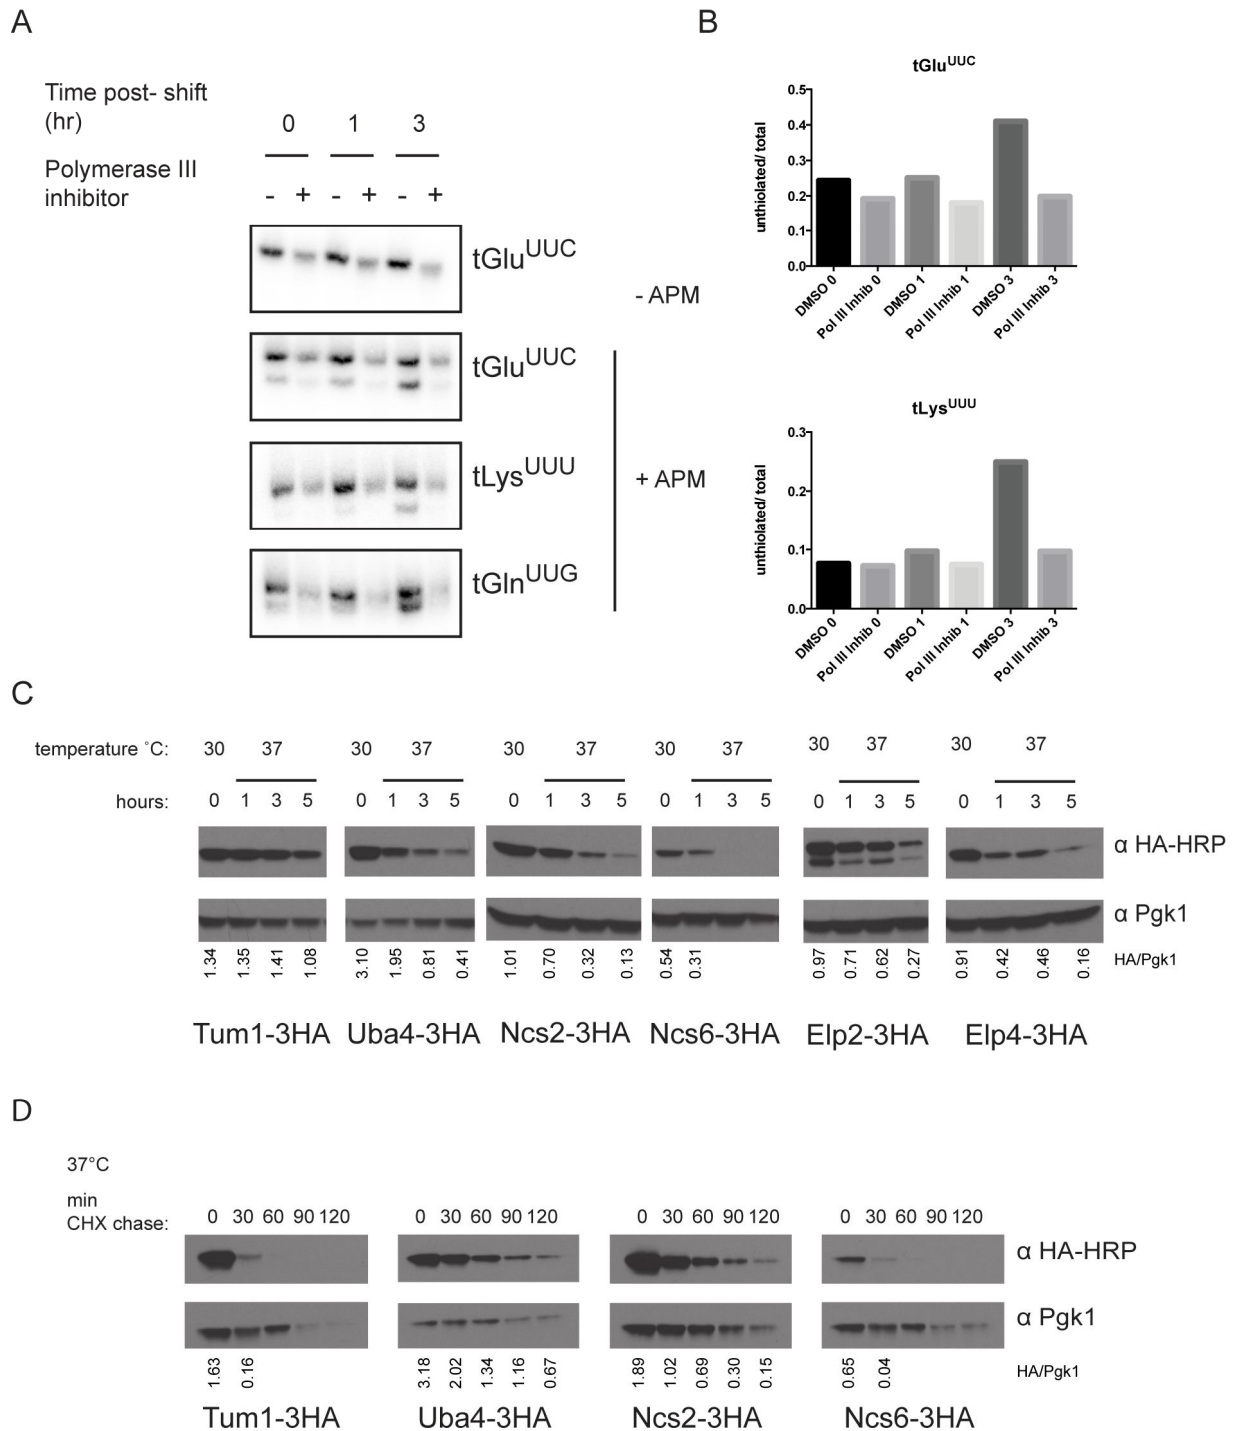 A
Time post- shift
(hr)
0 1 3
Polymerase III
inhibitor
- + - + - +
tGluUUC
- APM
tGluUUC
tLysUUU
+ APM
tGlnUUG
B
tGluUUC
unthiolated/ total
0.5
0.4
0.3
0.2
0.1
0.0
DMSO 0
Pol III Inhib 0
DMSO 1
Pol III Inhib 1
DMSO 3
Pol III Inhib 3
tLysUUU
unthiolated/ total
0.3
0.2
0.1
0.0
DMSO 0
Pol III Inhib 0
DMSO 1
Pol III Inhib 1
DMSO 3
Pol III Inhib 3
C
temperature °C: 30 37 30 37 30 37 30 37 30 37 30 37
hours: 0 1 3 5 0 1 3 5 0 1 3 5 0 1 3 5 0 1 3 5 0 1 3 5
α HA-HRP
α Pgk1
1.34 1.35 1.41 1.08 3.10 1.95 0.81 0.41 1.01 0.70 0.32 0.13 0.54 0.31 0.97 0.71 0.62 0.27 0.91 0.42 0.46 0.16 HA/Pgk1
Tum1-3HA Uba4-3HA Ncs2-3HA Ncs6-3HA Elp2-3HA Elp4-3HA
D
37°C
min
CHX chase: 0 30 60 90 120 0 30 60 90 120 0 30 60 90 120 0 30 60 90 120
α HA-HRP
α Pgk1
1.63 0.16 3.18 2.02 1.34 1.16 0.67 1.89 1.02 0.69 0.30 0.15 0.65 0.04 HA/Pgk1
Tum1-3HA Uba4-3HA Ncs2-3HA Ncs6-3HA